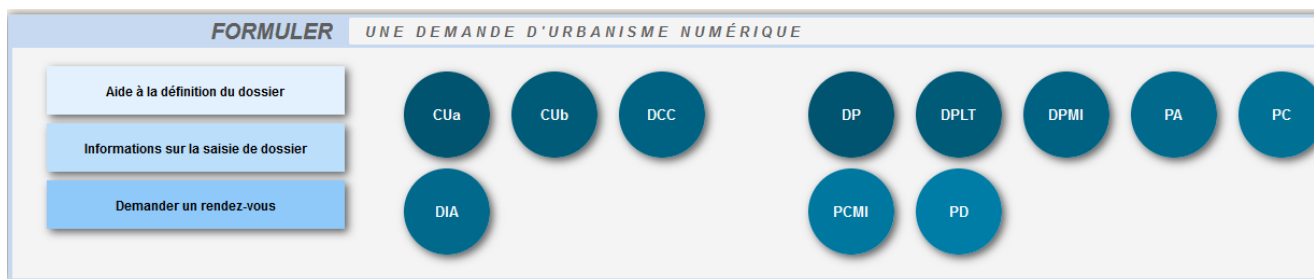 FORMULER UNE DEMANDE D'URBANISME NUMÉRIQUE
Aide à la définition du dossier
Informations sur la saisie de dossier
Demander un rendez-vous
CUa CUb DCC
DIA
DP DPLT DPMI PA PC
PCMI PD